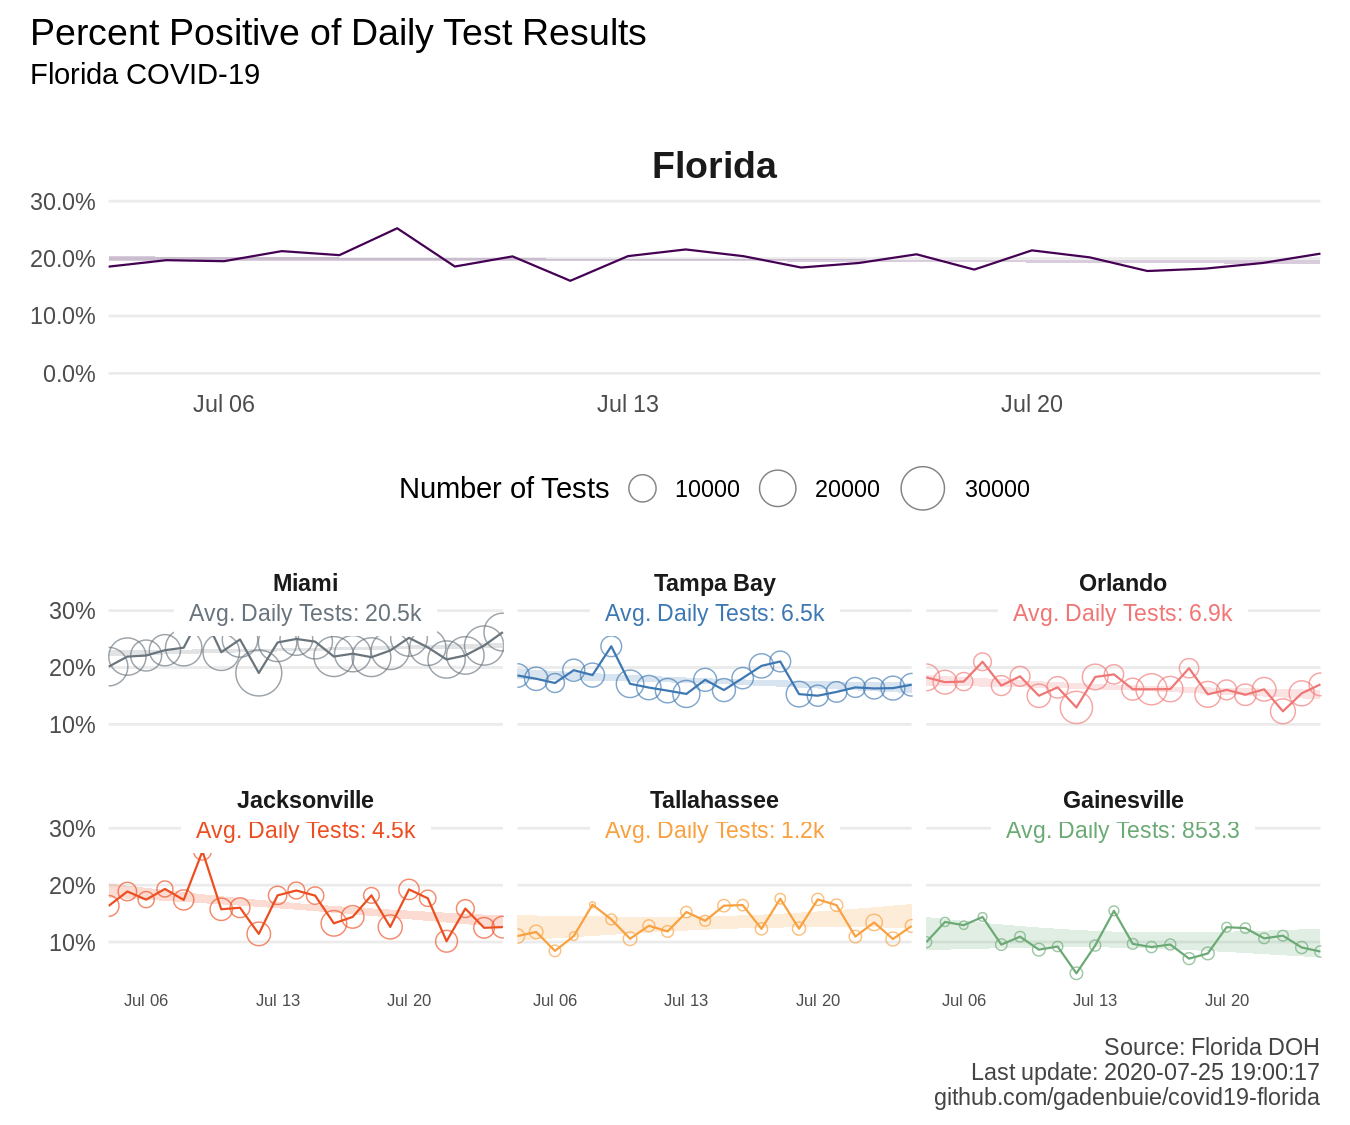 Percent Positive of Daily Test Results
Florida COVID-19
Florida
30.0%
20.0%
10.0%
0.0%
Jul 06 Jul 13 Jul 20
Number of Tests 10000 20000 30000
Miami Tampa Bay Orlando
30%
Avg. Daily Tests: 20.5k Avg. Daily Tests: 6.5k Avg. Daily Tests: 6.9k
20%
10%
Jacksonville Tallahassee Gainesville
30%
Avg. Daily Tests: 4.5k Avg. Daily Tests: 1.2k Avg. Daily Tests: 853.3
20%
10%
Jul 06 Jul 13 Jul 20 Jul 06 Jul 13 Jul 20 Jul 06 Jul 13 Jul 20
Source: Florida DOH
Last update: 2020-07-25 19:00:17
github.com/gadenbuie/covid19-florida